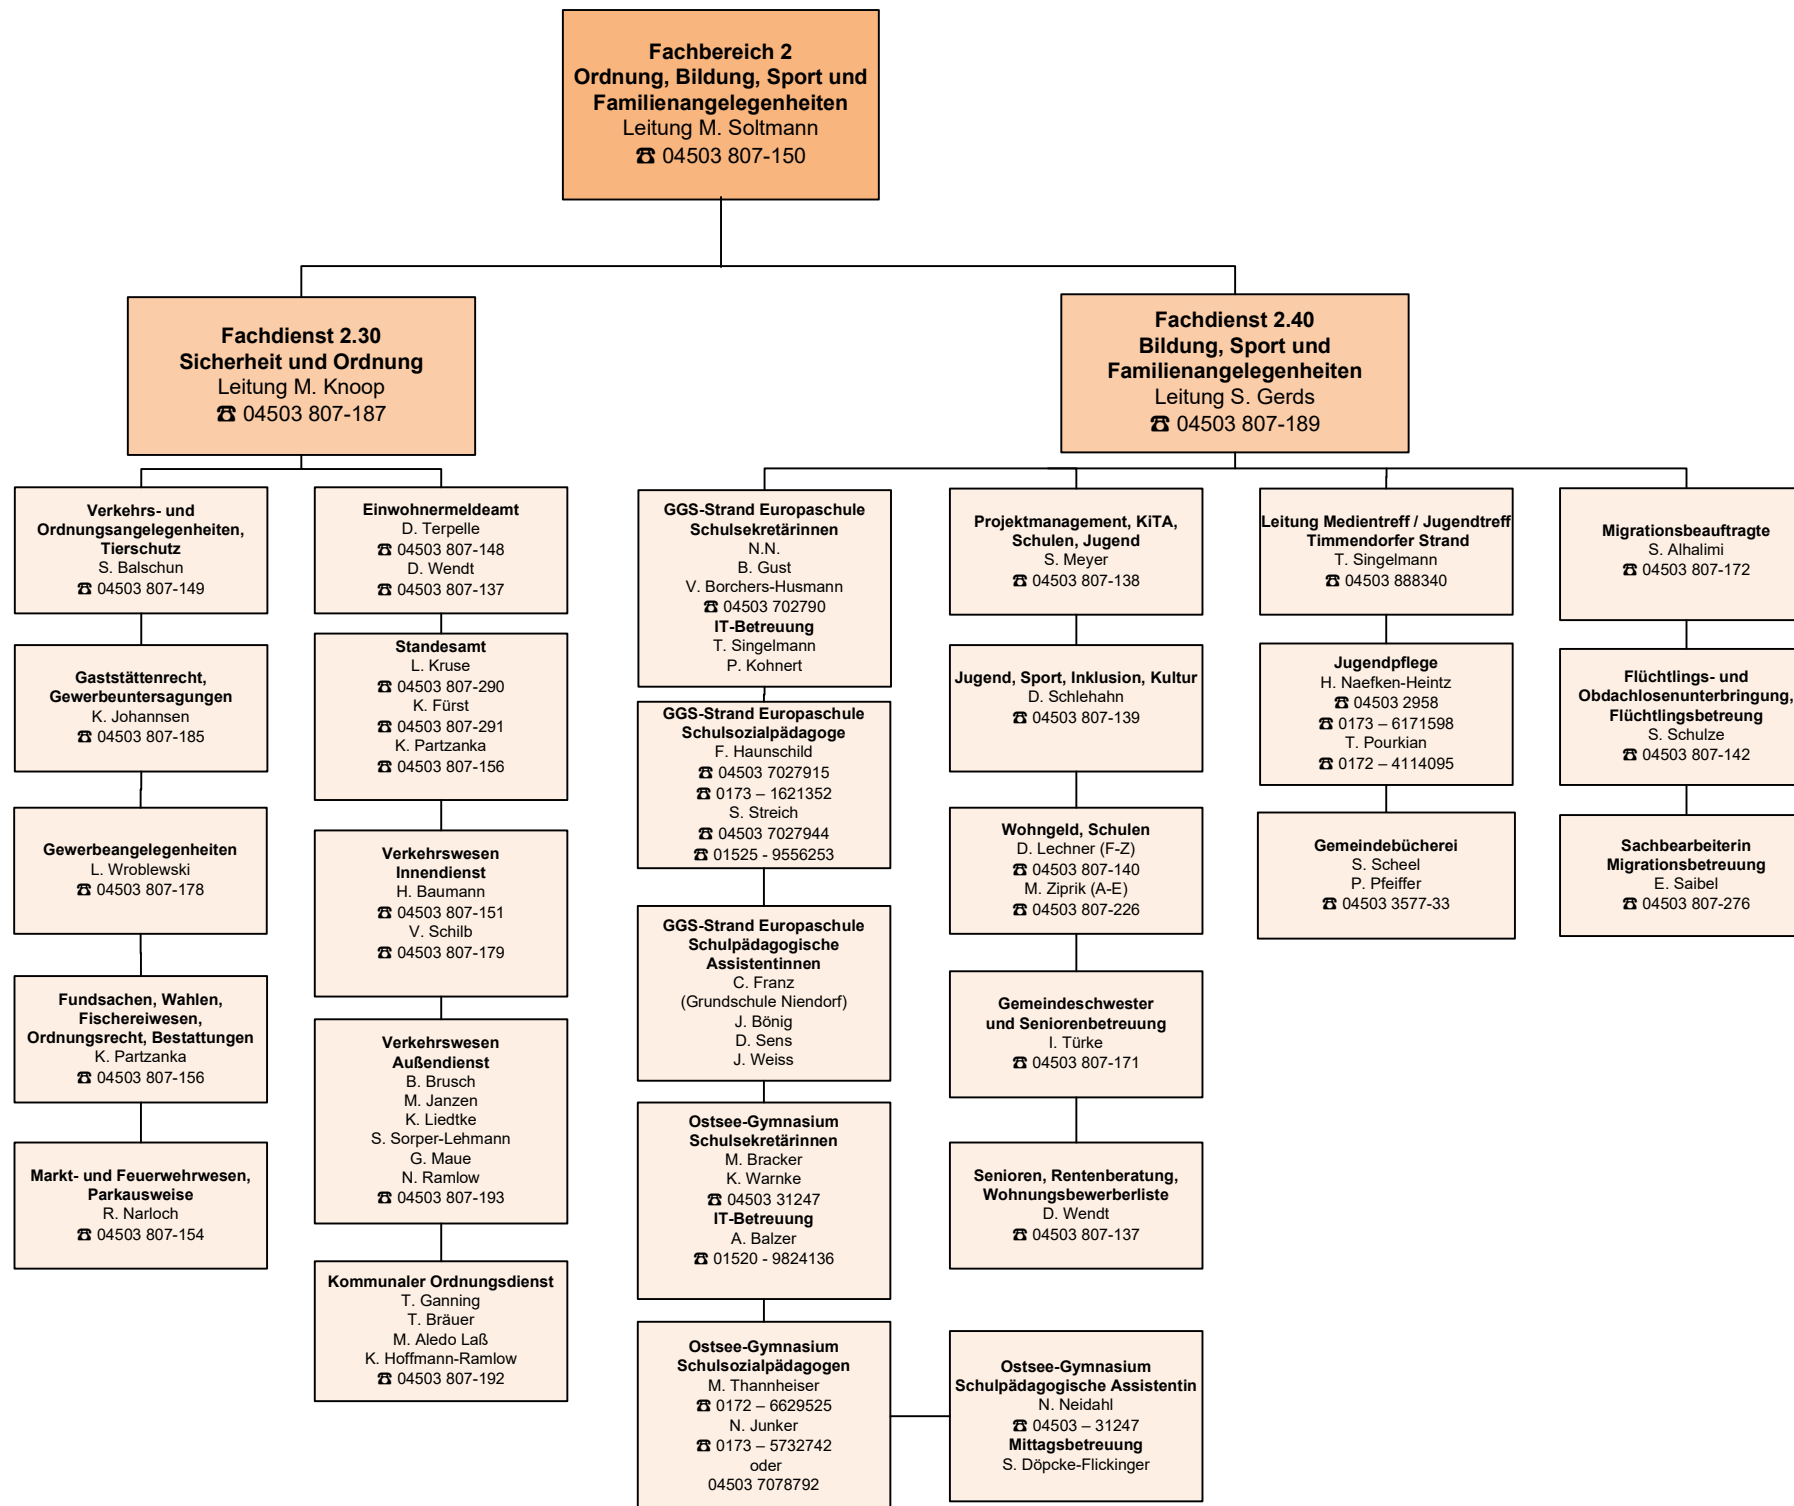 Fachbereich 2
Ordnung, Bildung, Sport und
Familienangelegenheiten
Leitung M. Soltmann
☎ 04503 807-150
Fachdienst 2.30
Sicherheit und Ordnung
Leitung M. Knoop
☎ 04503 807-187
Fachdienst 2.40
Bildung, Sport und
Familienangelegenheiten
Leitung S. Gerds
☎ 04503 807-189
Verkehrs- und
Ordnungsangelegenheiten,
Tierschutz
S. Balschun
☎ 04503 807-149
Gaststättenrecht,
Gewerbeuntersagungen
K. Johannsen
☎ 04503 807-185
Gewerbeangelegenheiten
L. Wroblewski
☎ 04503 807-178
Fundsachen, Wahlen,
Fischereiwesen,
Ordnungsrecht, Bestattungen
K. Partzanka
☎ 04503 807-156
Markt- und Feuerwehrwesen,
Parkausweise
R. Narloch
☎ 04503 807-154
Einwohnermeldeamt
D. Terpelle
☎ 04503 807-148
D. Wendt
☎ 04503 807-137
Standesamt
L. Kruse
☎ 04503 807-290
K. Fürst
☎ 04503 807-291
K. Partzanka
☎ 04503 807-156
Verkehrswesen
Innendienst
H. Baumann
☎ 04503 807-151
V. Schilb
☎ 04503 807-179
Verkehrswesen
Außendienst
B. Brusch
M. Janzen
K. Liedtke
S. Sorper-Lehmann
G. Maue
N. Ramlow
☎ 04503 807-193
Kommunaler Ordnungsdienst
T. Ganning
T. Bräuer
M. Aledo Laß
K. Hoffmann-Ramlow
☎ 04503 807-192
GGS-Strand Europaschule
Schulsekretärinnen
N.N.
B. Gust
V. Borchers-Husmann
☎ 04503 702790
IT-Betreuung
T. Singelmann
P. Kohnert
GGS-Strand Europaschule
Schulsozialpädagoge
F. Haunschild
☎ 04503 7027915
☎ 0173 – 1621352
S. Streich
☎ 04503 7027944
☎ 01525 - 9556253
GGS-Strand Europaschule
Schulpädagogische
Assistentinnen
C. Franz
(Grundschule Niendorf)
J. Bönig
D. Sens
J. Weiss
Ostsee-Gymnasium
Schulsekretärinnen
M. Bracker
K. Warnke
☎ 04503 31247
IT-Betreuung
A. Balzer
☎ 01520 - 9824136
Ostsee-Gymnasium
Schulsozialpädagogen
M. Thannheiser
☎ 0172 – 6629525
N. Junker
☎ 0173 – 5732742
oder
04503 7078792
Projektmanagement, KiTA,
Schulen, Jugend
S. Meyer
☎ 04503 807-138
Jugend, Sport, Inklusion, Kultur
D. Schlehahn
☎ 04503 807-139
Wohngeld, Schulen
D. Lechner (F-Z)
☎ 04503 807-140
M. Ziprik (A-E)
☎ 04503 807-226
Gemeindeschwester
und Seniorenbetreuung
I. Türke
☎ 04503 807-171
Senioren, Rentenberatung,
Wohnungsbewerberliste
D. Wendt
☎ 04503 807-137
Ostsee-Gymnasium
Schulpädagogische Assistentin
N. Neidahl
☎ 04503 – 31247
Mittagsbetreuung
S. Döpcke-Flickinger
Leitung Medientreff / Jugendtreff
Timmendorfer Strand
T. Singelmann
☎ 04503 888340
Jugendpflege
H. Naefken-Heintz
☎ 04503 2958
☎ 0173 – 6171598
T. Pourkian
☎ 0172 – 4114095
Gemeindebücherei
S. Scheel
P. Pfeiffer
☎ 04503 3577-33
Migrationsbeauftragte
S. Alhalimi
☎ 04503 807-172
Flüchtlings- und
Obdachlosenunterbringung,
Flüchtlingsbetreung
S. Schulze
☎ 04503 807-142
Sachbearbeiterin
Migrationsbetreuung
E. Saibel
☎ 04503 807-276